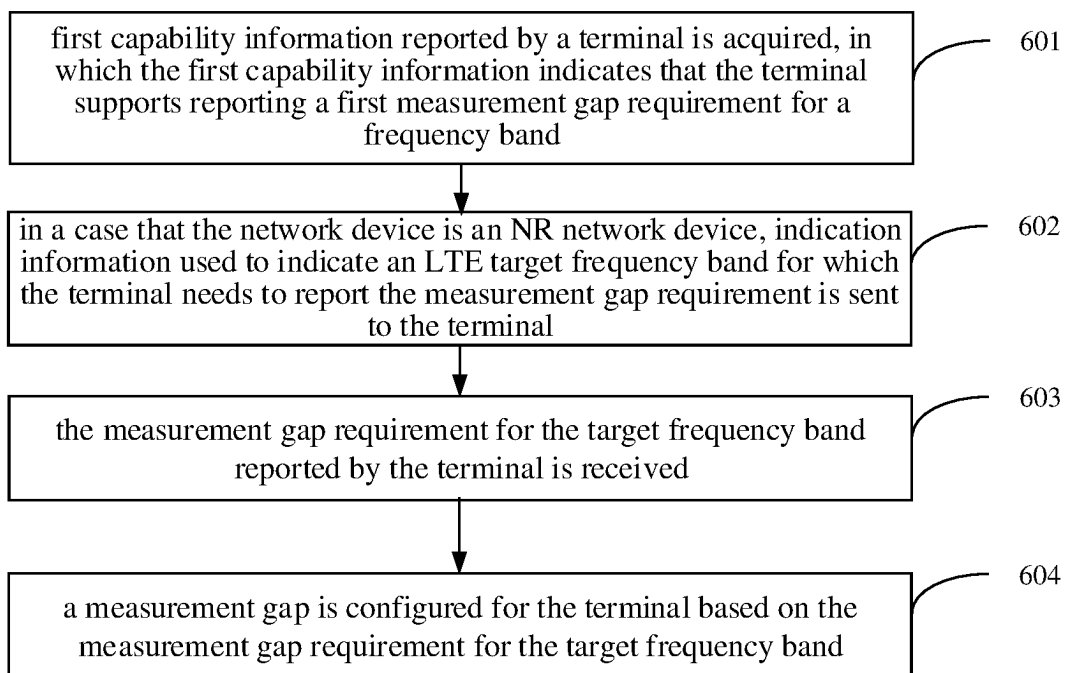 first capability information reported by a terminal is acquired, in
which the first capability information indicates that the terminal
supports reporting a first measurement gap requirement for a
frequency band
601
in a case that the network device is an NR network device, indication
information used to indicate an LTE target frequency band for which
the terminal needs to report the measurement gap requirement is sent
to the terminal
602
the measurement gap requirement for the target frequency band
reported by the terminal is received
603
a measurement gap is configured for the terminal based on the
measurement gap requirement for the target frequency band
604